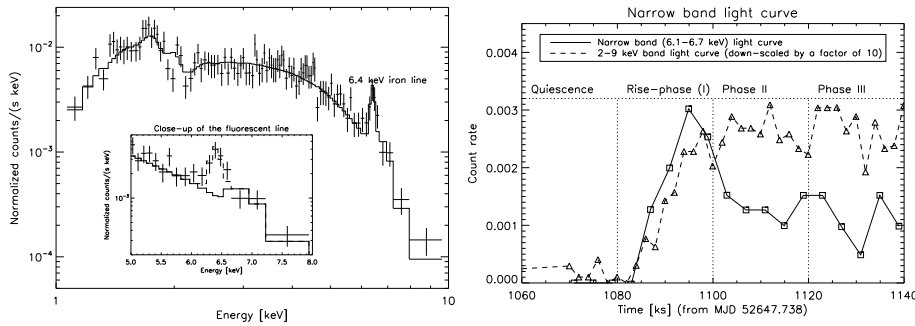 10⁻²
10⁻³
10⁻⁴
Normalized counts/(s keV)
6.4 keV iron line
Close-up of the fluorescent line
Normalized counts/(s keV)
10⁻³
5.0 5.5 6.0 6.5 7.0 7.5 8.0
Energy [keV]
1 10
Energy [keV]
Narrow band light curve
Narrow band (6.1-6.7 keV) light curve
2-9 keV band light curve (down-scaled by a factor of 10)
Quiescence Rise-phase (I) Phase II Phase III
0.004
0.003
0.002
0.001
0.000
Count rate
1060 1080 1100 1120 1140
Time [ks] (from MJD 52647.738)